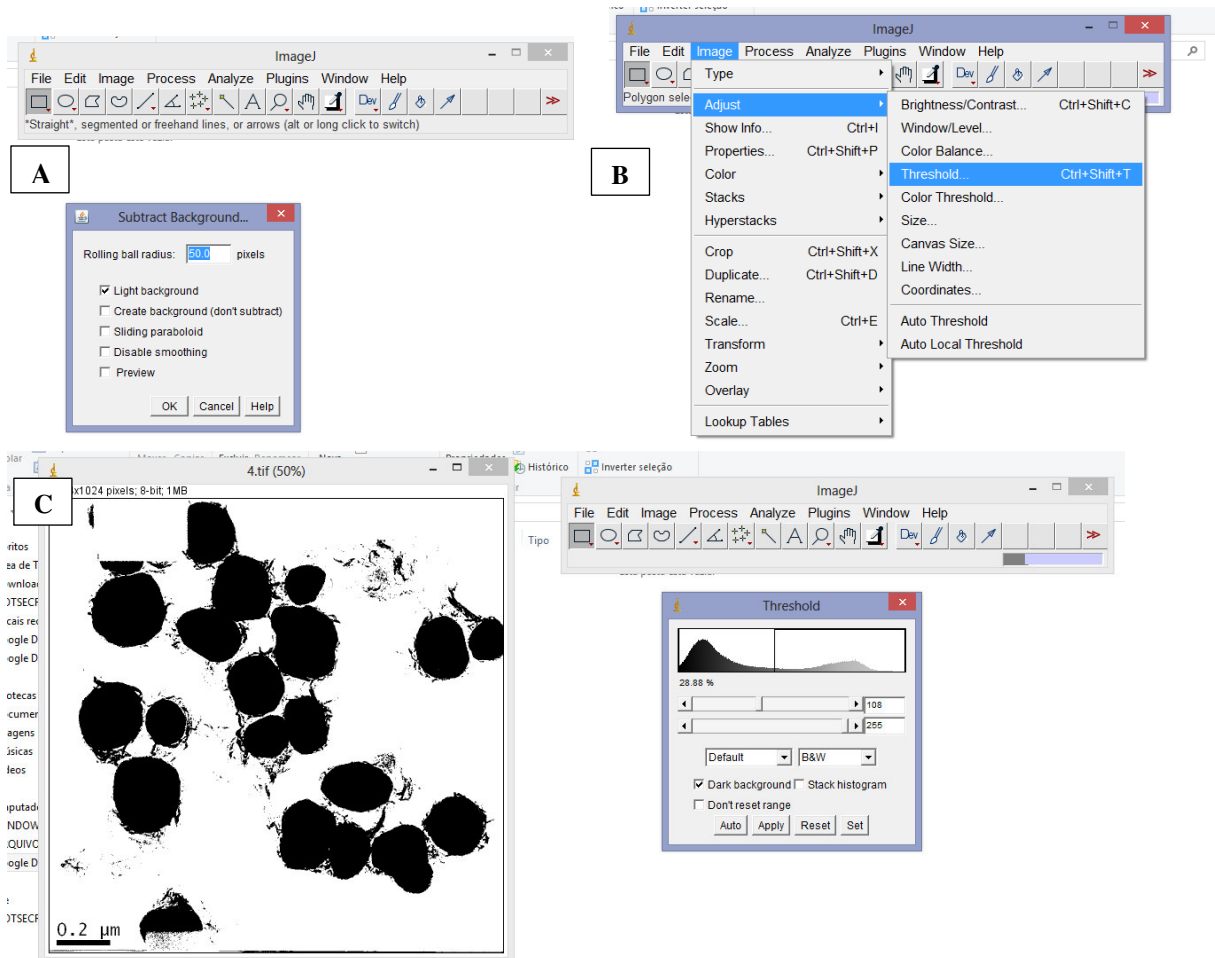 ImageJ
File Edit Image Process Analyze Plugins Window Help
Dev
*Straight*, segmented or freehand lines, or arrows (alt or long click to switch)
A
Subtract Background...
Rolling ball radius: 50.0 pixels
Light background
Create background (don't subtract)
Sliding paraboloid
Disable smoothing
Preview
OK Cancel Help
Inverter seleção
ImageJ
File Edit Image Process Analyze Plugins Window Help
Dev
Polygon sele
B
Type
Adjust
Show Info... Ctrl+I
Properties... Ctrl+Shift+P
Color
Stacks
Hyperstacks
Crop Ctrl+Shift+X
Duplicate... Ctrl+Shift+D
Rename...
Scale... Ctrl+E
Transform
Zoom
Overlay
Lookup Tables
Brightness/Contrast... Ctrl+Shift+C
Window/Level...
Color Balance...
Threshold... Ctrl+Shift+T
Color Threshold...
Size...
Canvas Size...
Line Width...
Coordinates...
Auto Threshold
Auto Local Threshold
C
4.tif (50%)
x1024 pixels; 8-bit; 1MB
0.2 µm
Histórico Inverter seleção
Tipo
ImageJ
File Edit Image Process Analyze Plugins Window Help
Dev
Threshold
28.88 %
108
255
Default B&W
Dark background Stack histogram
Don't reset range
Auto Apply Reset Set